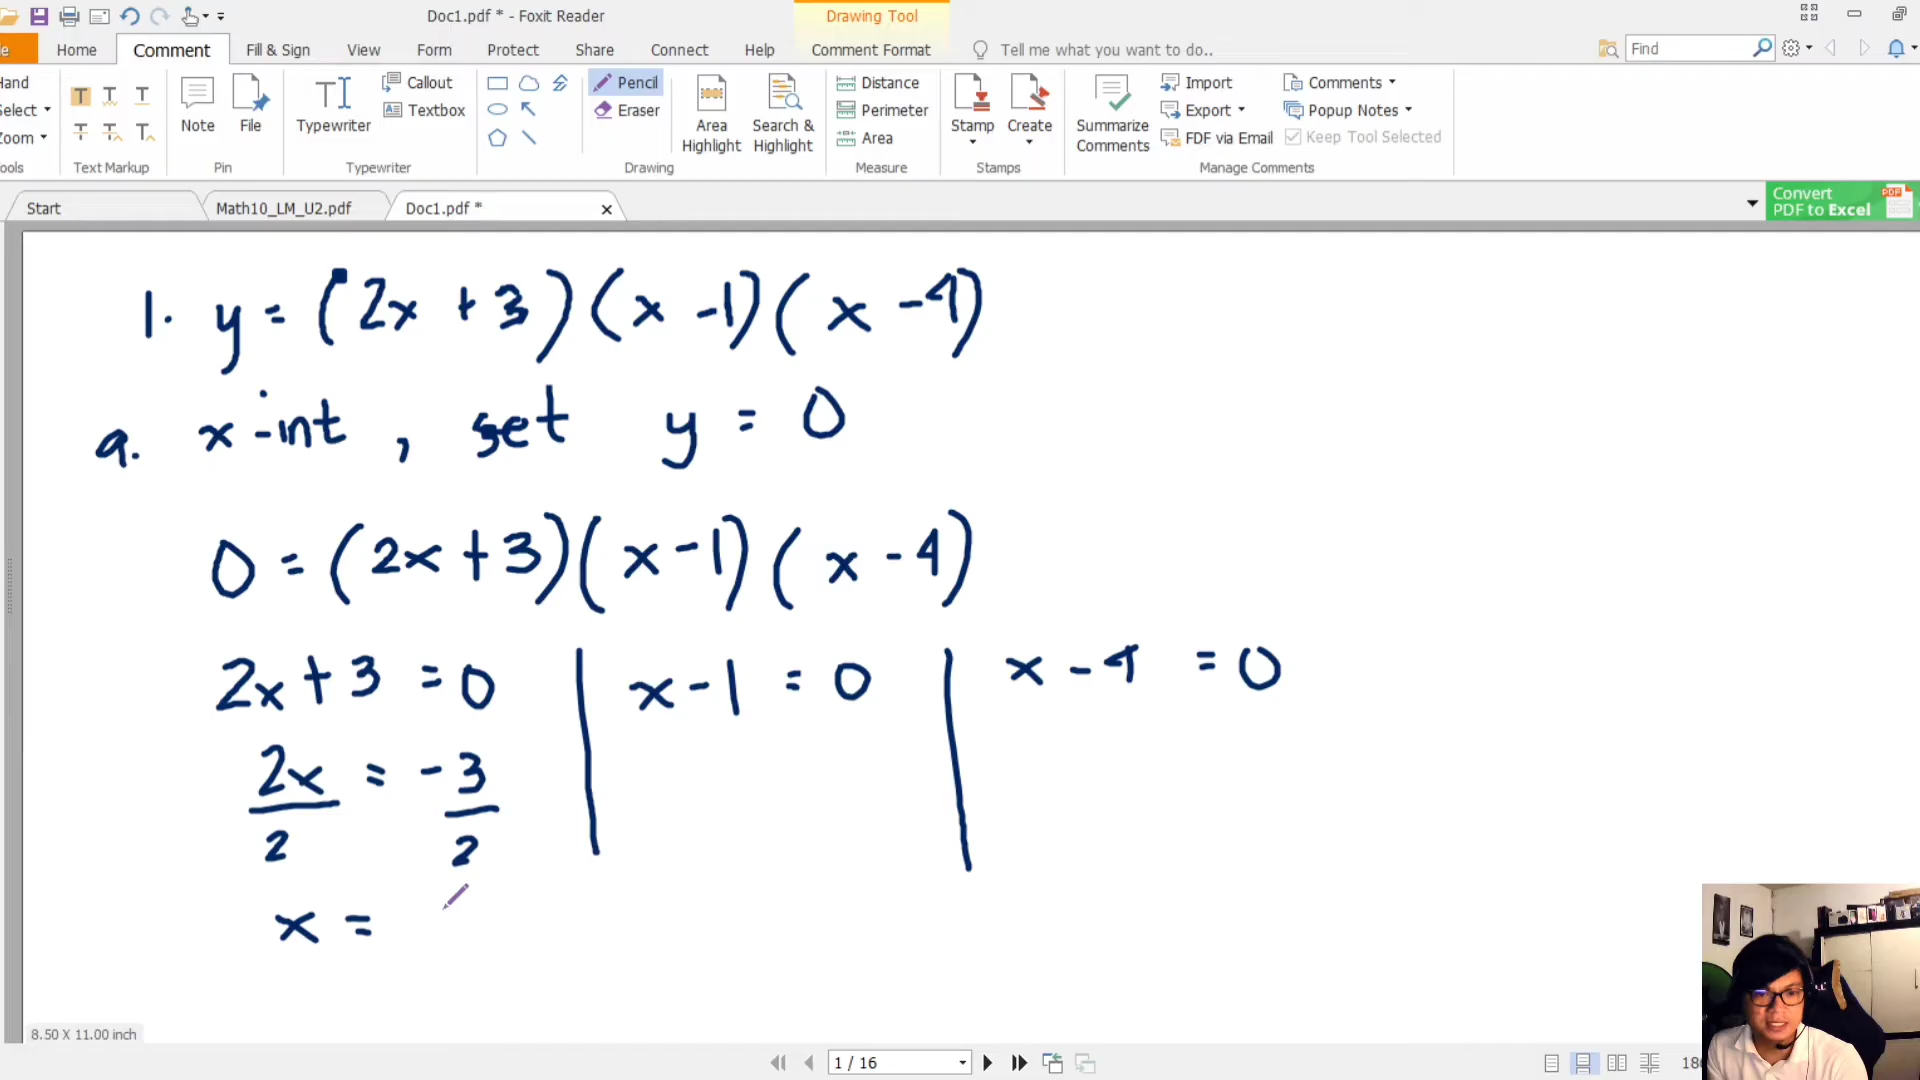 Doc1.pdf * - Foxit Reader
Drawing Tool
Home Comment Fill & Sign View Form Protect Share Connect Help Comment Format Tell me what you want to do.. Find
Hand
Select
Zoom
Text Markup
Note File
Pin
Typewriter
Callout
Textbox
Typewriter
Pencil
Eraser
Area Highlight
Search & Highlight
Drawing
Distance
Perimeter
Area
Measure
Stamp Create
Stamps
Summarize Comments
Import
Export
FDF via Email
Comments
Popup Notes
Keep Tool Selected
Manage Comments
Start Math10_LM_U2.pdf Doc1.pdf *
Convert
PDF to Excel
PDF
1. y = (2x + 3)(x - 1)(x - 4)
a. x-int, set y = 0
0 = (2x + 3)(x - 1)(x - 4)
2x + 3 = 0 | x - 1 = 0 | x - 4 = 0
2x = -3
2 2
x =
8.50 X 11.00 inch
1 / 16